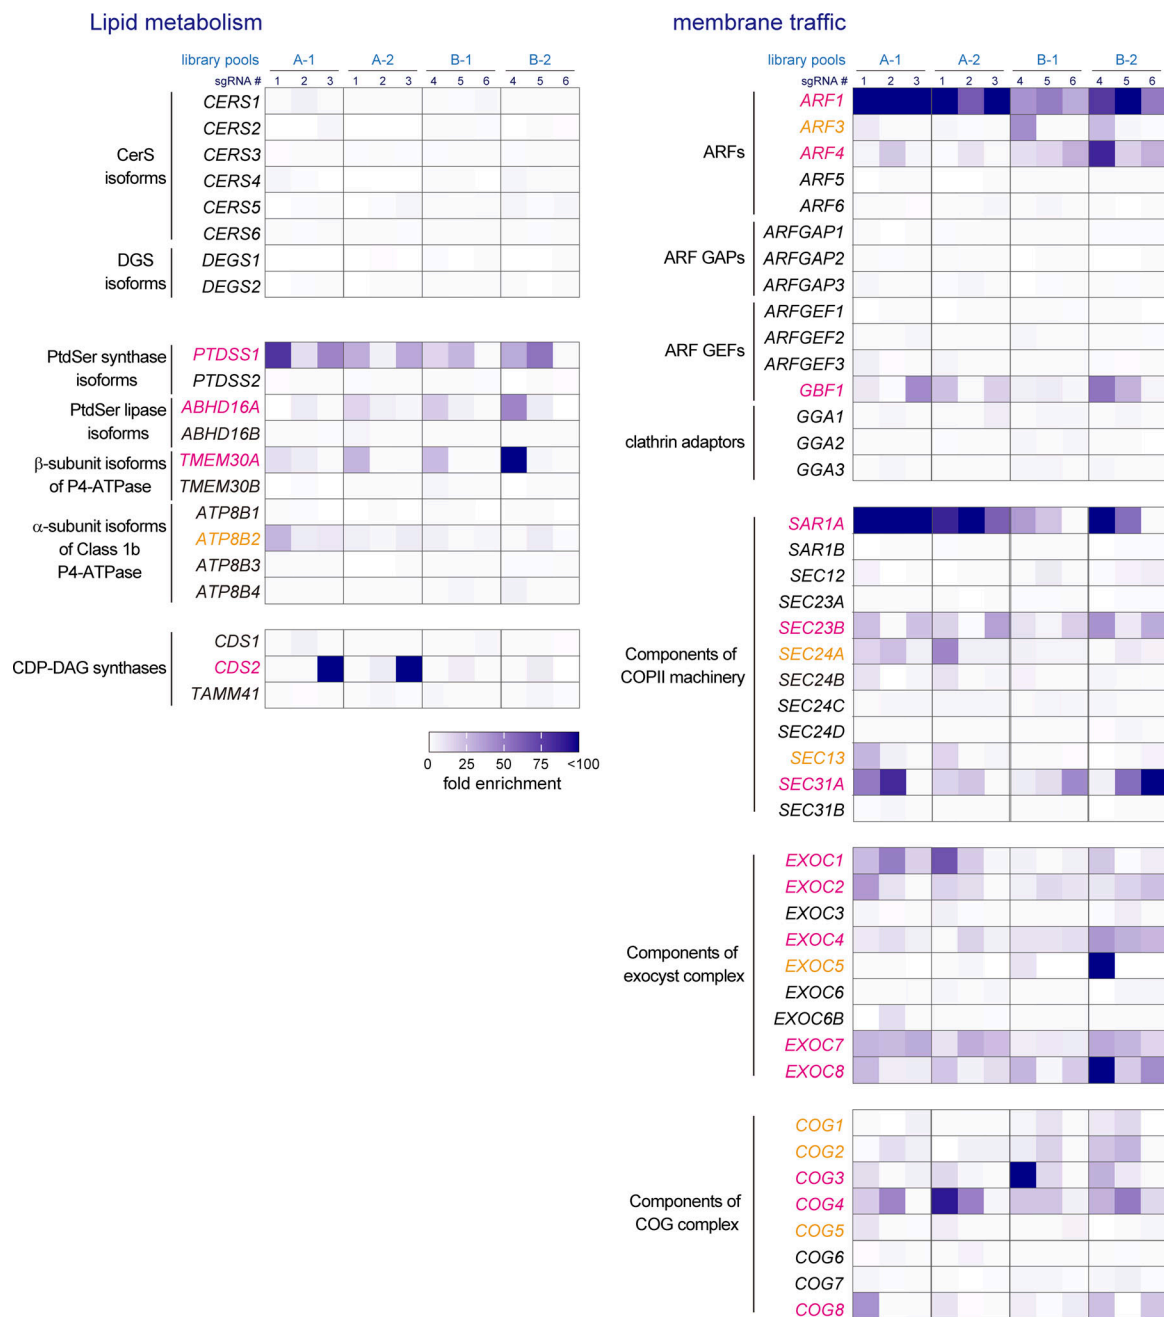 Lipid metabolism
library pools A-1 A-2 B-1 B-2
sgRNA # 1 2 3 1 2 3 4 5 6 4 5 6
CerS isoforms
CERS1
CERS2
CERS3
CERS4
CERS5
CERS6
DGS isoforms
DEGS1
DEGS2
PtdSer synthase isoforms
PTDSS1
PTDSS2
PtdSer lipase isoforms
ABHD16A
ABHD16B
β-subunit isoforms of P4-ATPase
TMEM30A
TMEM30B
α-subunit isoforms of Class 1b P4-ATPase
ATP8B1
ATP8B2
ATP8B3
ATP8B4
CDP-DAG synthases
CDS1
CDS2
TAMM41
0 25 50 75 <100
fold enrichment
membrane traffic
library pools A-1 A-2 B-1 B-2
sgRNA # 1 2 3 1 2 3 4 5 6 4 5 6
ARFs
ARF1
ARF3
ARF4
ARF5
ARF6
ARF GAPs
ARFGAP1
ARFGAP2
ARFGAP3
ARF GEFs
ARFGEF1
ARFGEF2
ARFGEF3
GBF1
clathrin adaptors
GGA1
GGA2
GGA3
Components of COPII machinery
SAR1A
SAR1B
SEC12
SEC23A
SEC23B
SEC24A
SEC24B
SEC24C
SEC24D
SEC13
SEC31A
SEC31B
Components of exocyst complex
EXOC1
EXOC2
EXOC3
EXOC4
EXOC5
EXOC6
EXOC6B
EXOC7
EXOC8
Components of COG complex
COG1
COG2
COG3
COG4
COG5
COG6
COG7
COG8